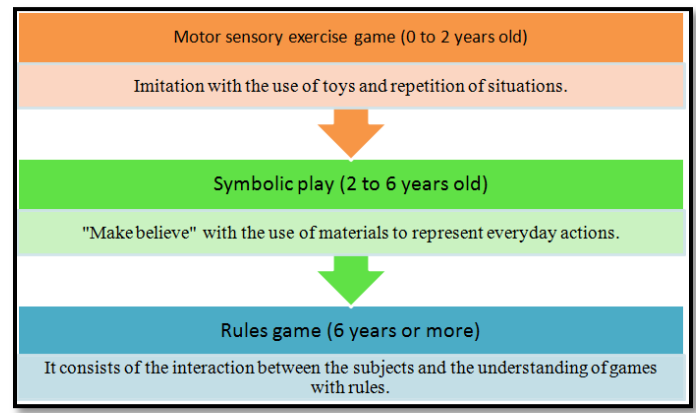 Motor sensory exercise game (0 to 2 years old)
Imitation with the use of toys and repetition of situations.
Symbolic play (2 to 6 years old)
"Make believe" with the use of materials to represent everyday actions.
Rules game (6 years or more)
It consists of the interaction between the subjects and the understanding of games
with rules.